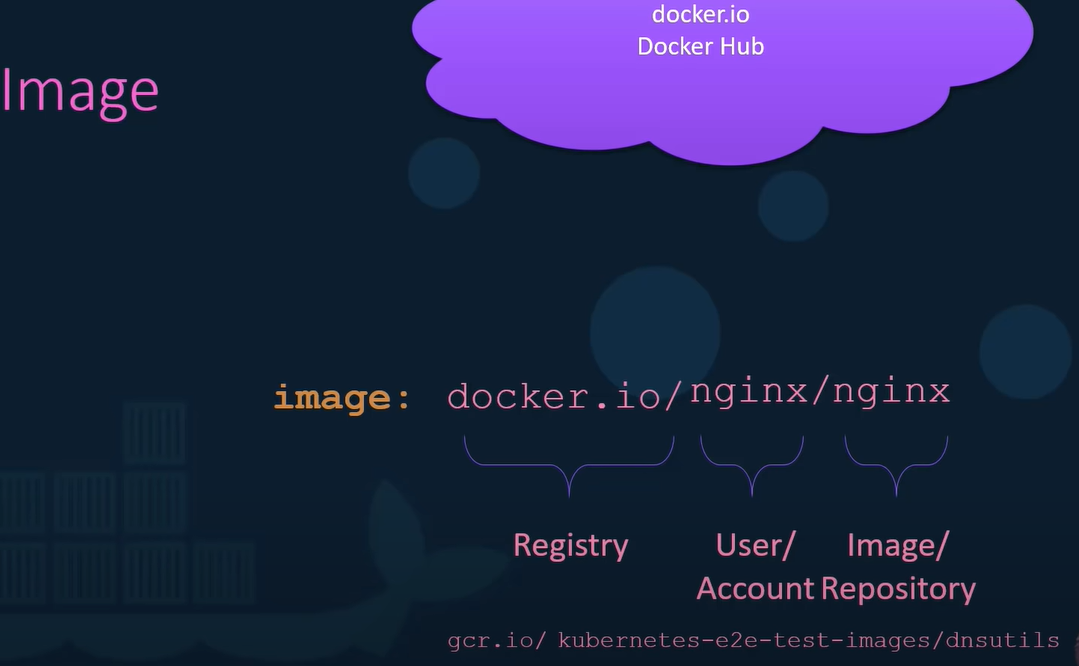 docker.io
Docker Hub
Image
image: docker.io/nginx/nginx
Registry User/ Image/
Account Repository
gcr.io/ kubernetes-e2e-test-images/dnsutils